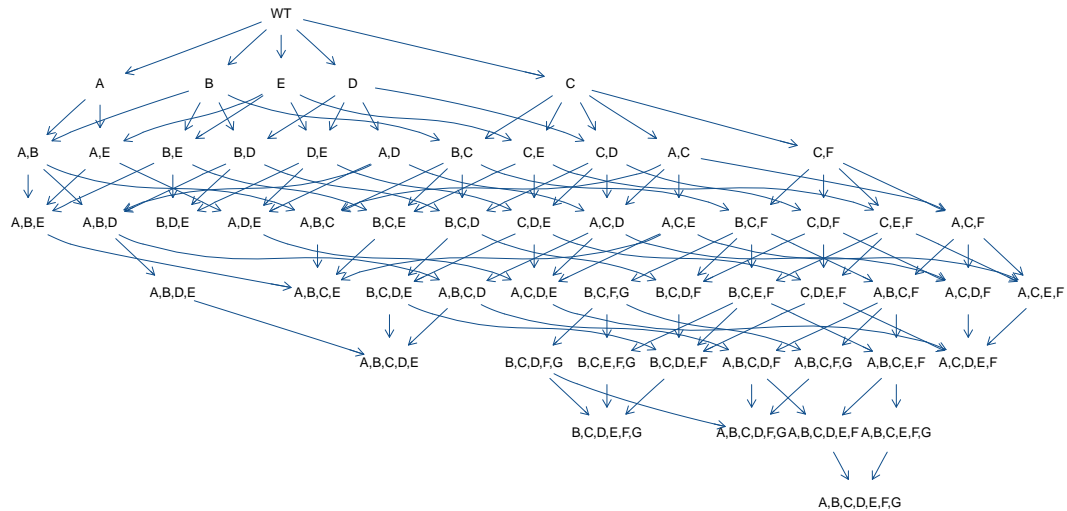 WT
A B E D C
A,B A,E B,E B,D D,E A,D B,C C,E C,D A,C C,F
A,B,E A,B,D B,D,E A,D,E A,B,C B,C,E B,C,D C,D,E A,C,D A,C,E B,C,F C,D,F C,E,F A,C,F
A,B,D,E A,B,C,E B,C,D,E A,B,C,D A,C,D,E B,C,F,G B,C,D,F B,C,E,F C,D,E,F A,B,C,F A,C,D,F A,C,E,F
A,B,C,D,E B,C,D,F,G B,C,E,F,G B,C,D,E,F A,B,C,D,F A,B,C,F,G A,B,C,E,F A,C,D,E,F
B,C,D,E,F,G A,B,C,D,F,G A,B,C,D,E,F A,B,C,E,F,G
A,B,C,D,E,F,G